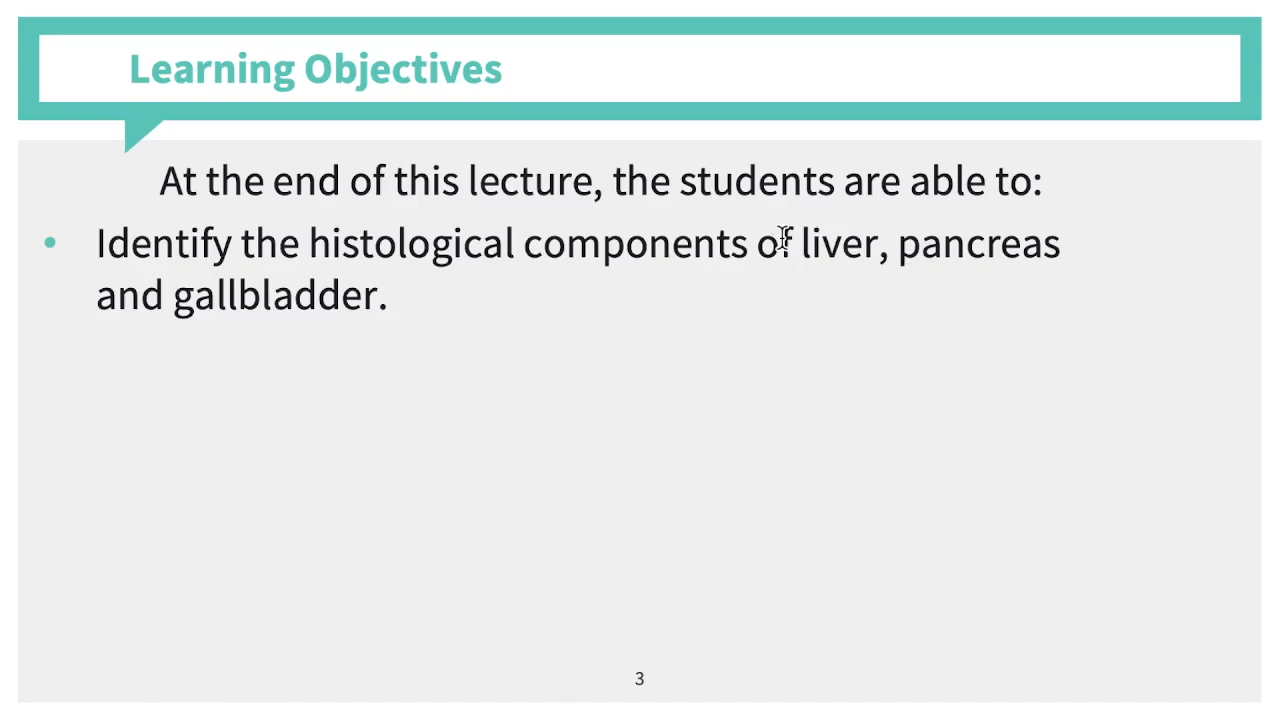 Learning Objectives
At the end of this lecture, the students are able to:
• Identify the histological components of liver, pancreas
and gallbladder.
3